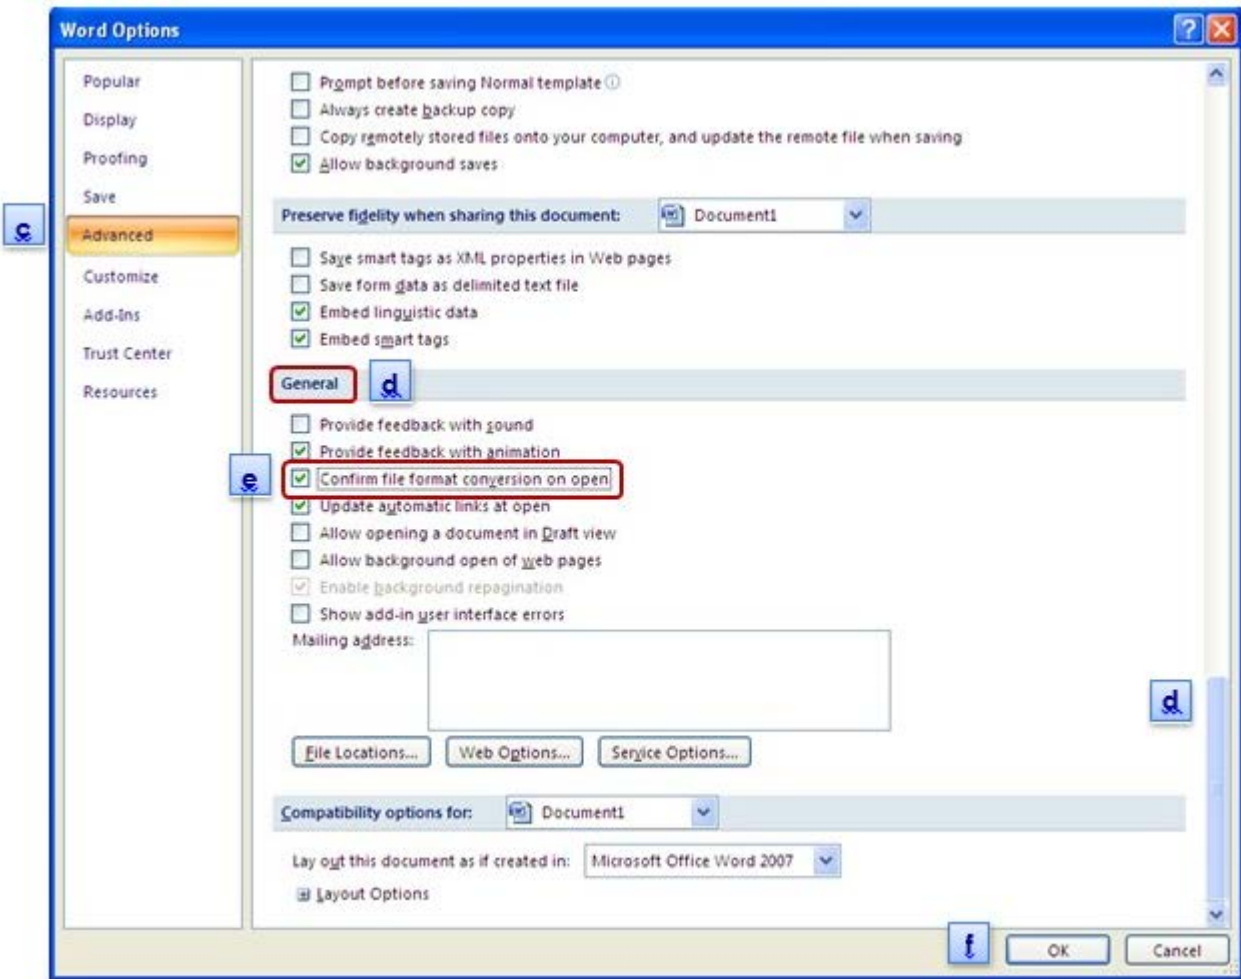 Word Options
Popular
Display
Proofing
Save
c
Advanced
Customize
Add-Ins
Trust Center
Resources
Prompt before saving Normal template
Always create backup copy
Copy remotely stored files onto your computer, and update the remote file when saving
Allow background saves
Preserve fidelity when sharing this document: Document1
Save smart tags as XML properties in Web pages
Save form data as delimited text file
Embed linguistic data
Embed smart tags
General d
Provide feedback with sound
Provide feedback with animation
e Confirm file format conversion on open
Update automatic links at open
Allow opening a document in Draft view
Allow background open of web pages
Enable background repagination
Show add-in user interface errors
Mailing address:
d
File Locations... Web Options... Service Options...
Compatibility options for: Document1
Lay out this document as if created in: Microsoft Office Word 2007
Layout Options
f OK Cancel